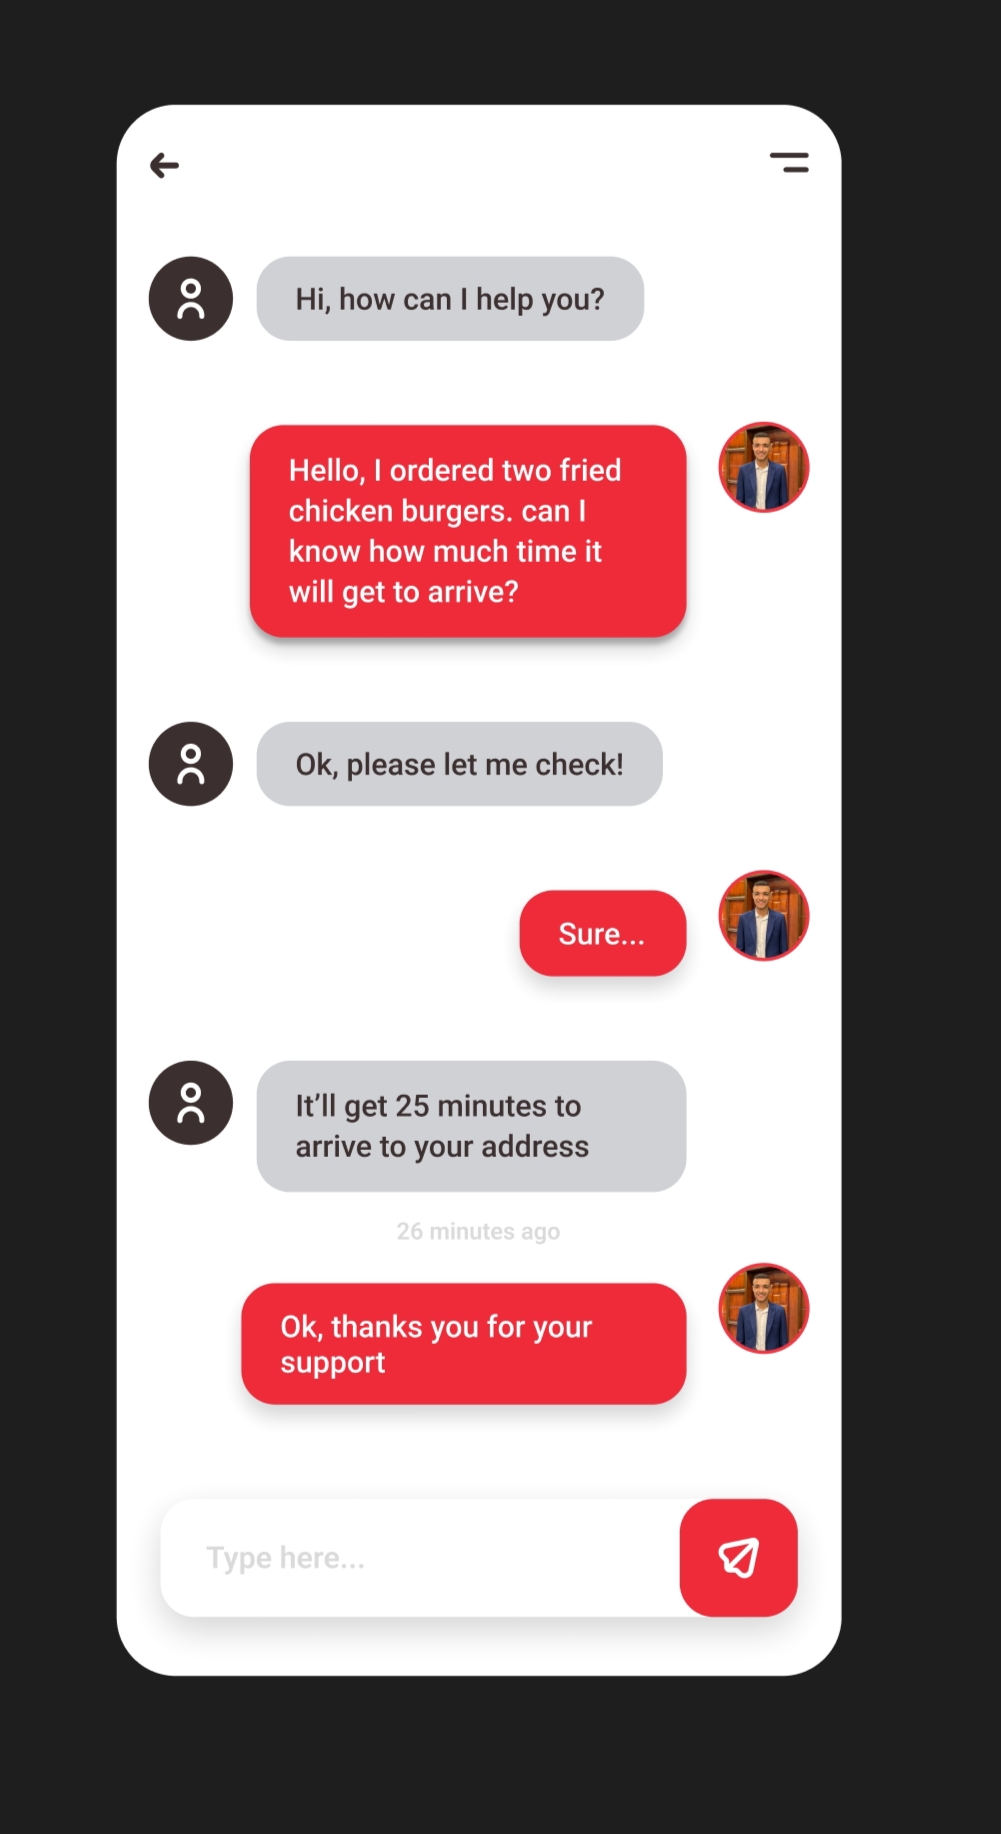 Hi, how can I help you?
Hello, I ordered two fried
chicken burgers. can I
know how much time it
will get to arrive?
Ok, please let me check!
Sure...
It’ll get 25 minutes to
arrive to your address
26 minutes ago
Ok, thanks you for your
support
Type here...